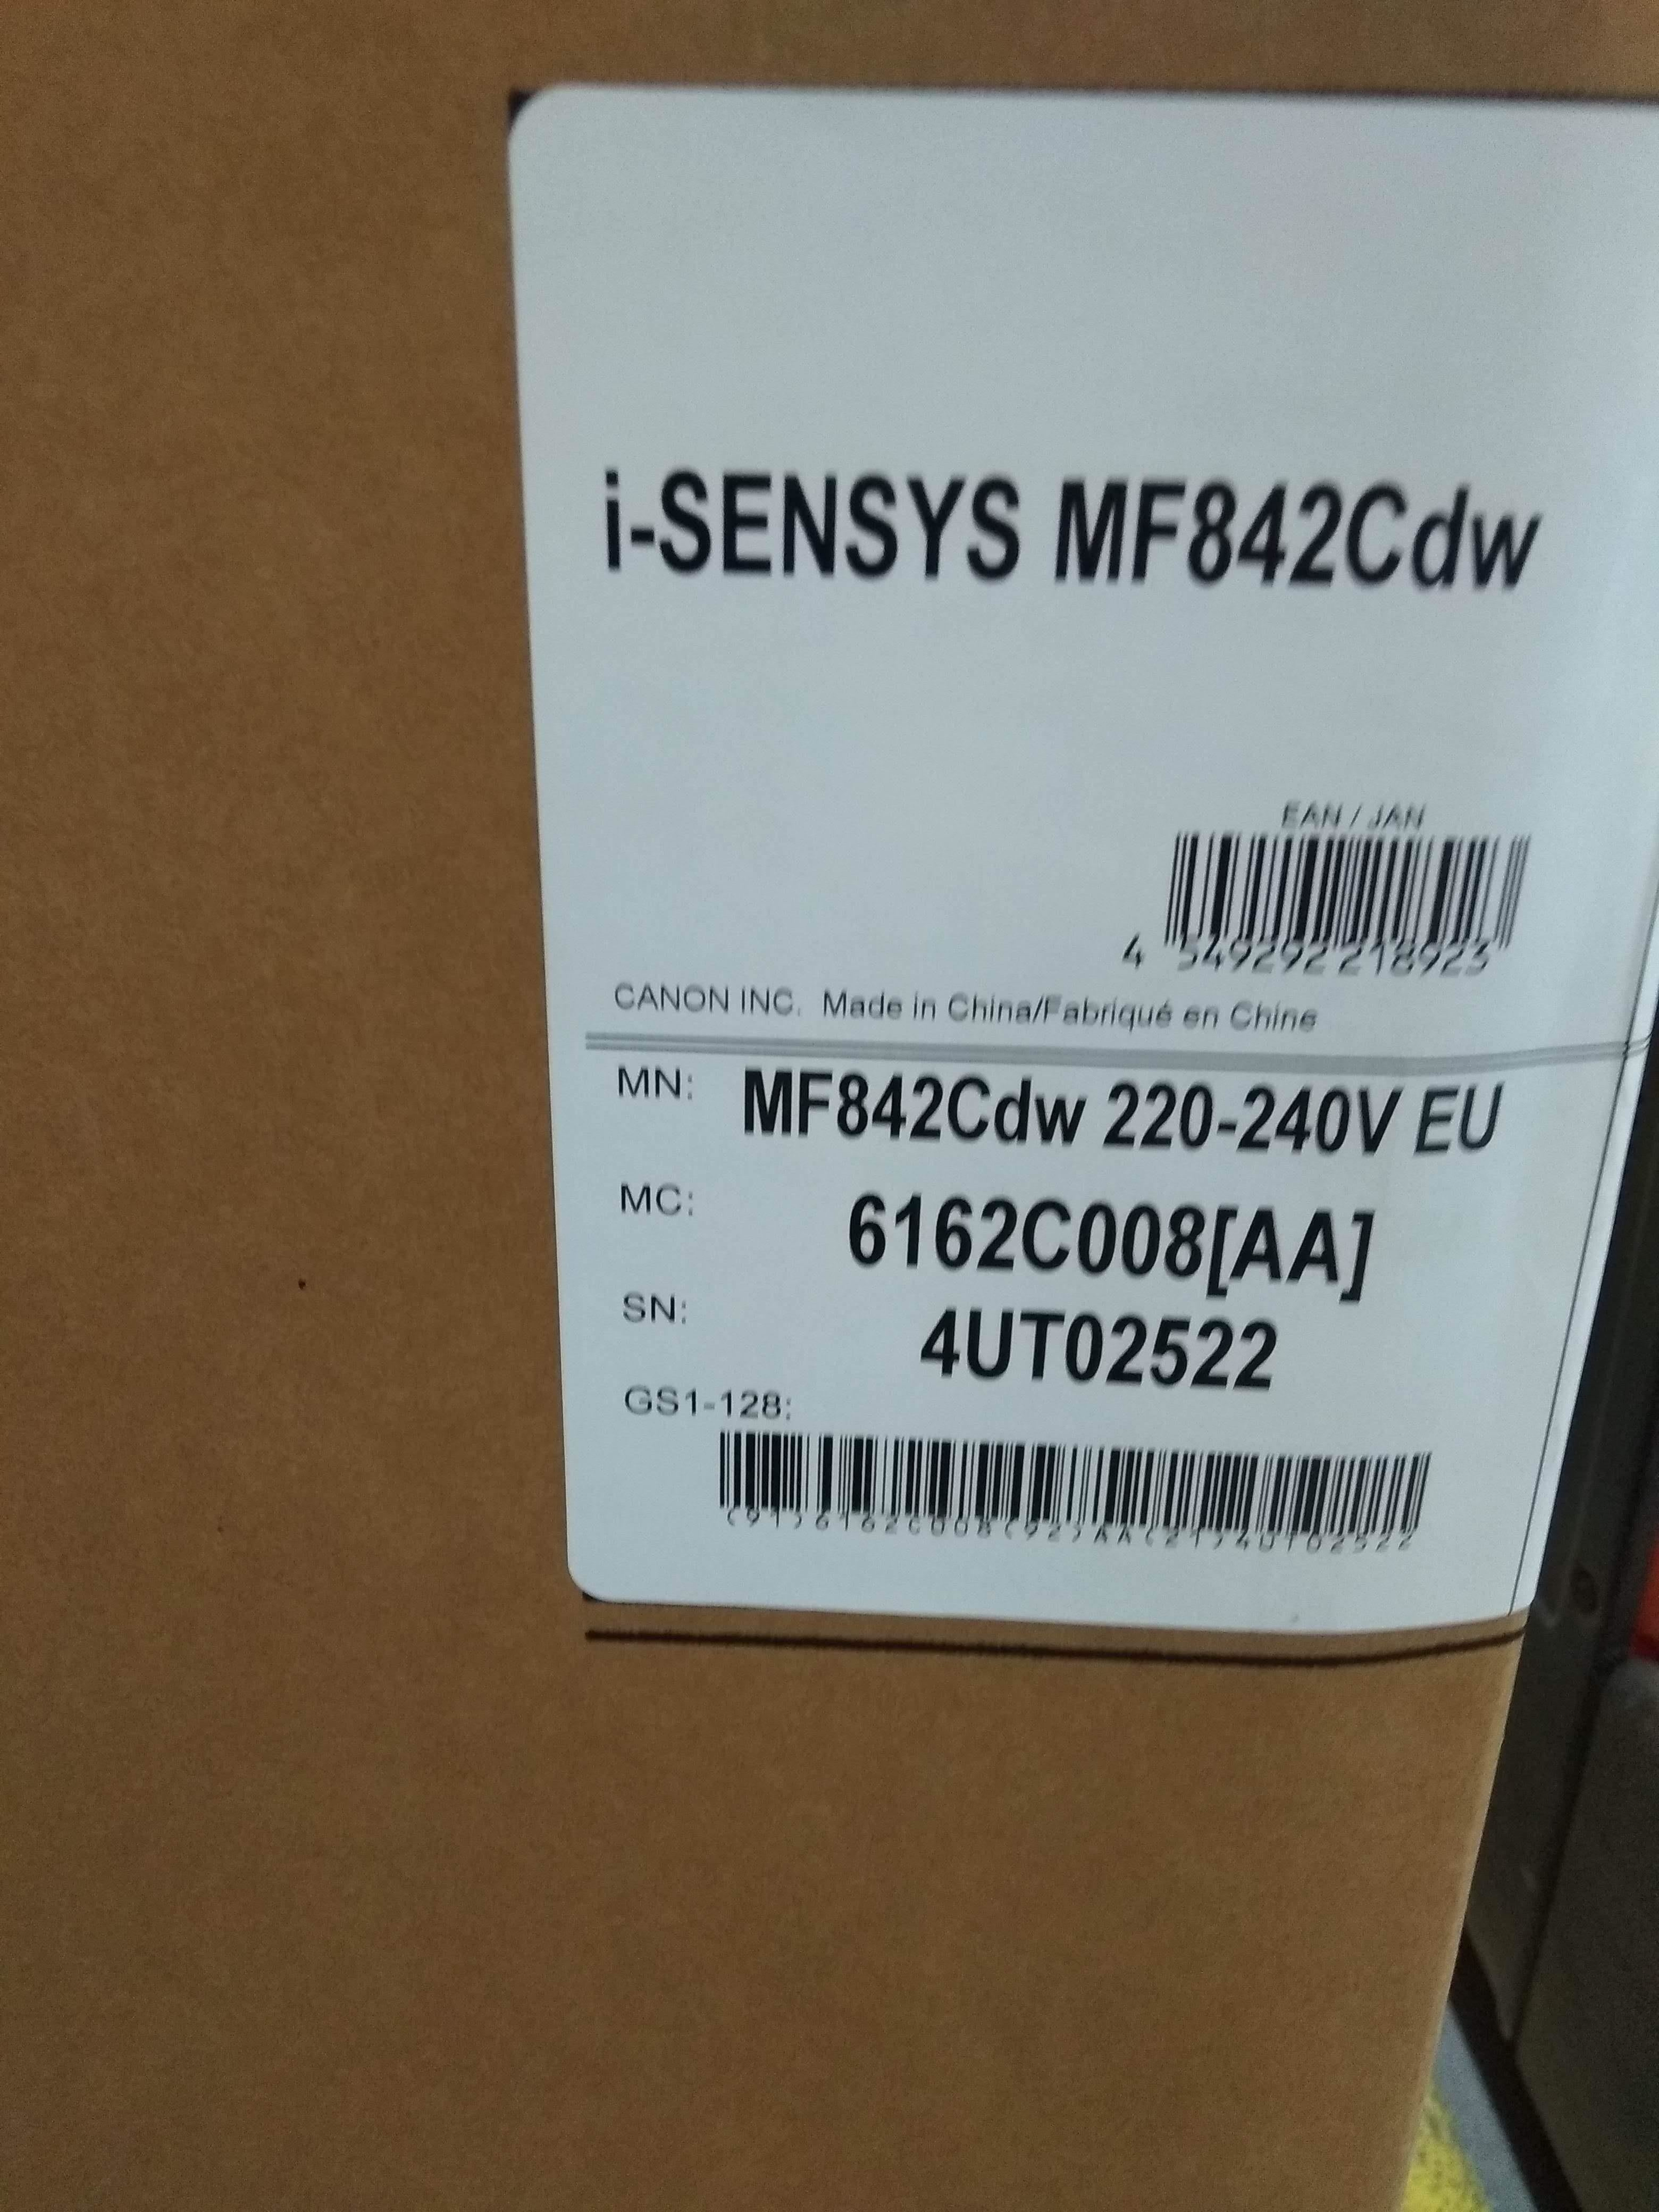 i-SENSYS MF842Cdw
EAN / JAN
4 549292 218923
CANON INC. Made in China/Fabriqué en Chine
MN: MF842Cdw 220-240V EU
MC: 6162C008[AA]
SN: 4UT02522
GS1-128:
(91)6162C008(92)AA(21)4UT02522